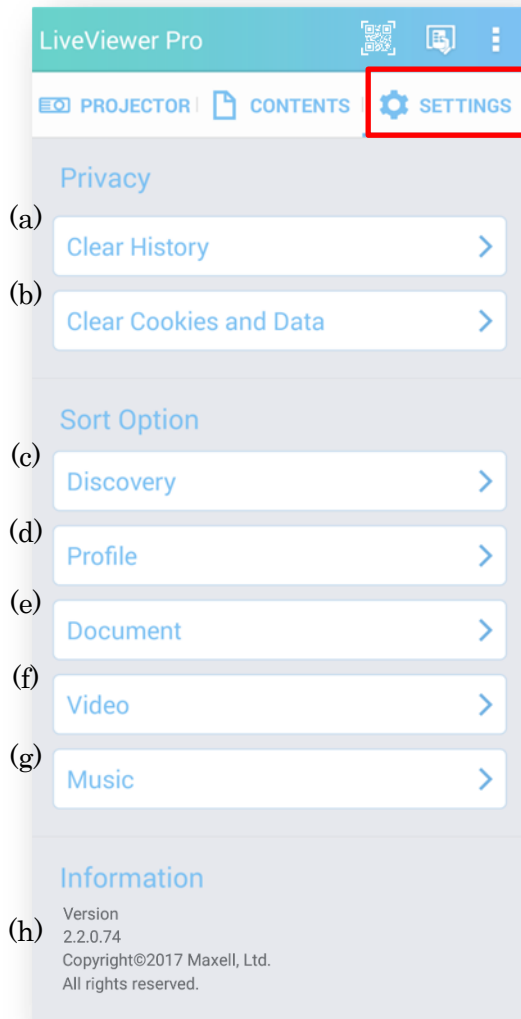 LiveViewer Pro
PROJECTOR CONTENTS SETTINGS
Privacy
(a)
Clear History
(b)
Clear Cookies and Data
Sort Option
(c)
Discovery
(d)
Profile
(e)
Document
(f)
Video
(g)
Music
Information
Version
(h) 2.2.0.74
Copyright©2017 Maxell, Ltd.
All rights reserved.